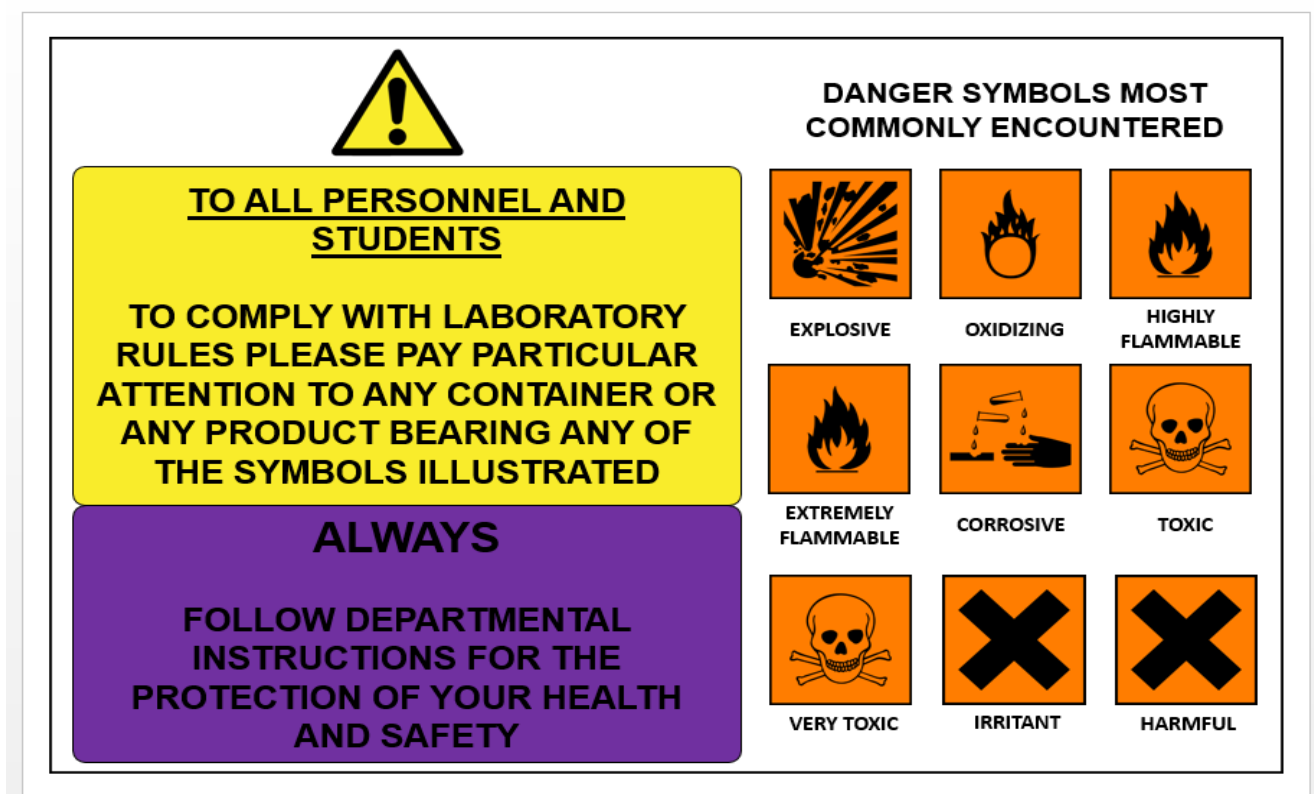 TO ALL PERSONNEL AND
STUDENTS
TO COMPLY WITH LABORATORY
RULES PLEASE PAY PARTICULAR
ATTENTION TO ANY CONTAINER OR
ANY PRODUCT BEARING ANY OF
THE SYMBOLS ILLUSTRATED
ALWAYS
FOLLOW DEPARTMENTAL
INSTRUCTIONS FOR THE
PROTECTION OF YOUR HEALTH
AND SAFETY
DANGER SYMBOLS MOST
COMMONLY ENCOUNTERED
EXPLOSIVE
OXIDIZING
HIGHLY
FLAMMABLE
EXTREMELY
FLAMMABLE
CORROSIVE
TOXIC
VERY TOXIC
IRRITANT
HARMFUL